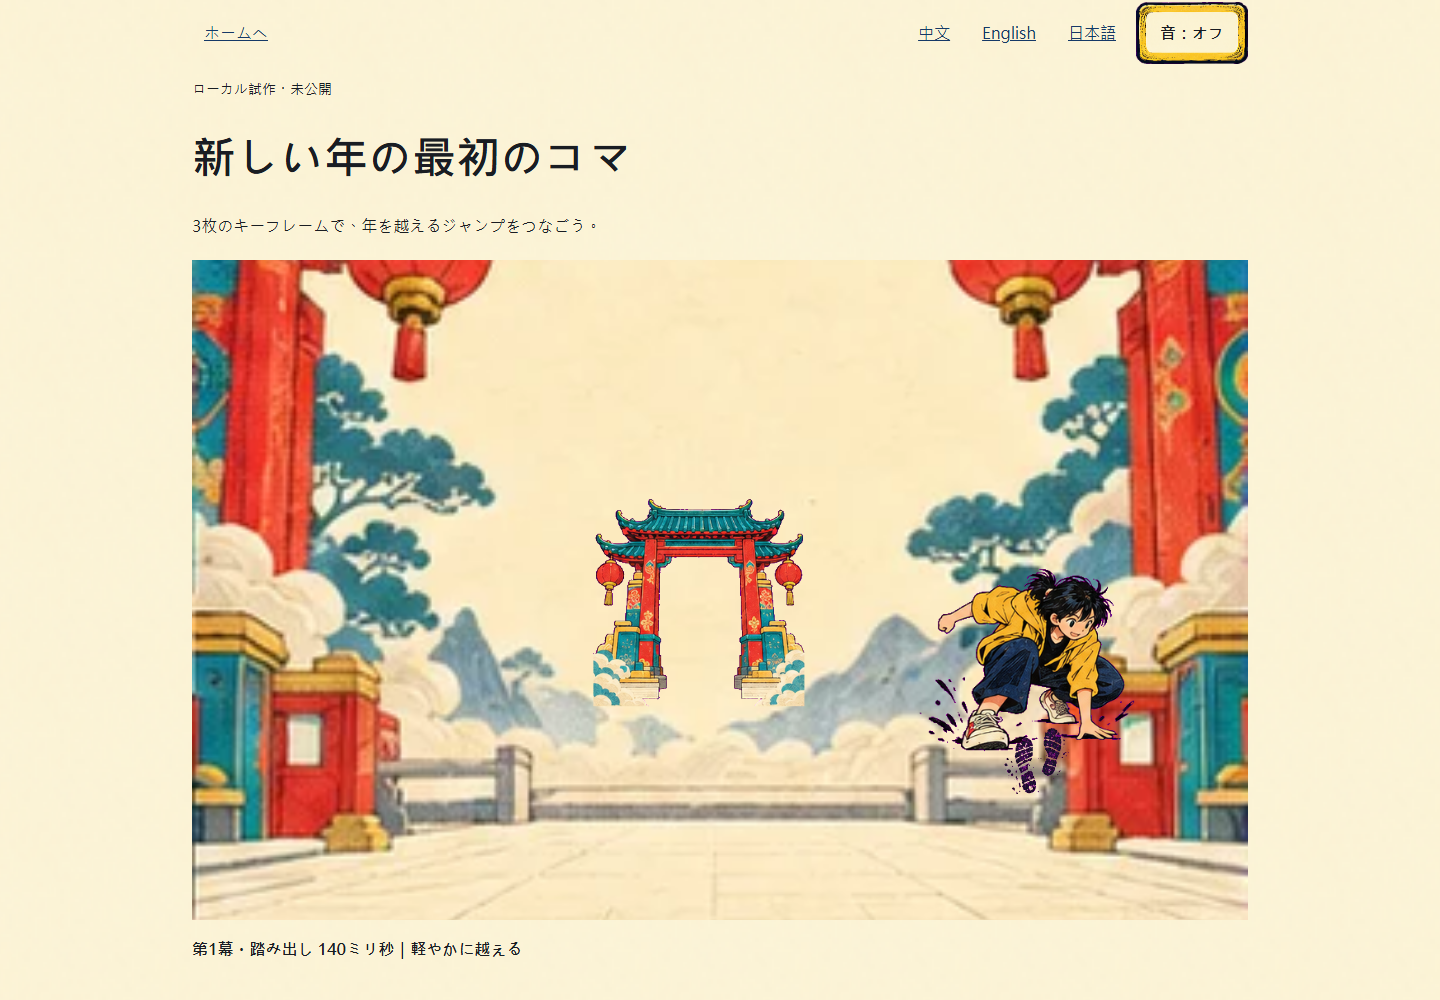 ホームへ
中文 English 日本語 音：オフ
ローカル試作・未公開
新しい年の最初のコマ
3枚のキーフレームで、年を越えるジャンプをつなごう。
第1幕・踏み出し 140ミリ秒 | 軽やかに越える